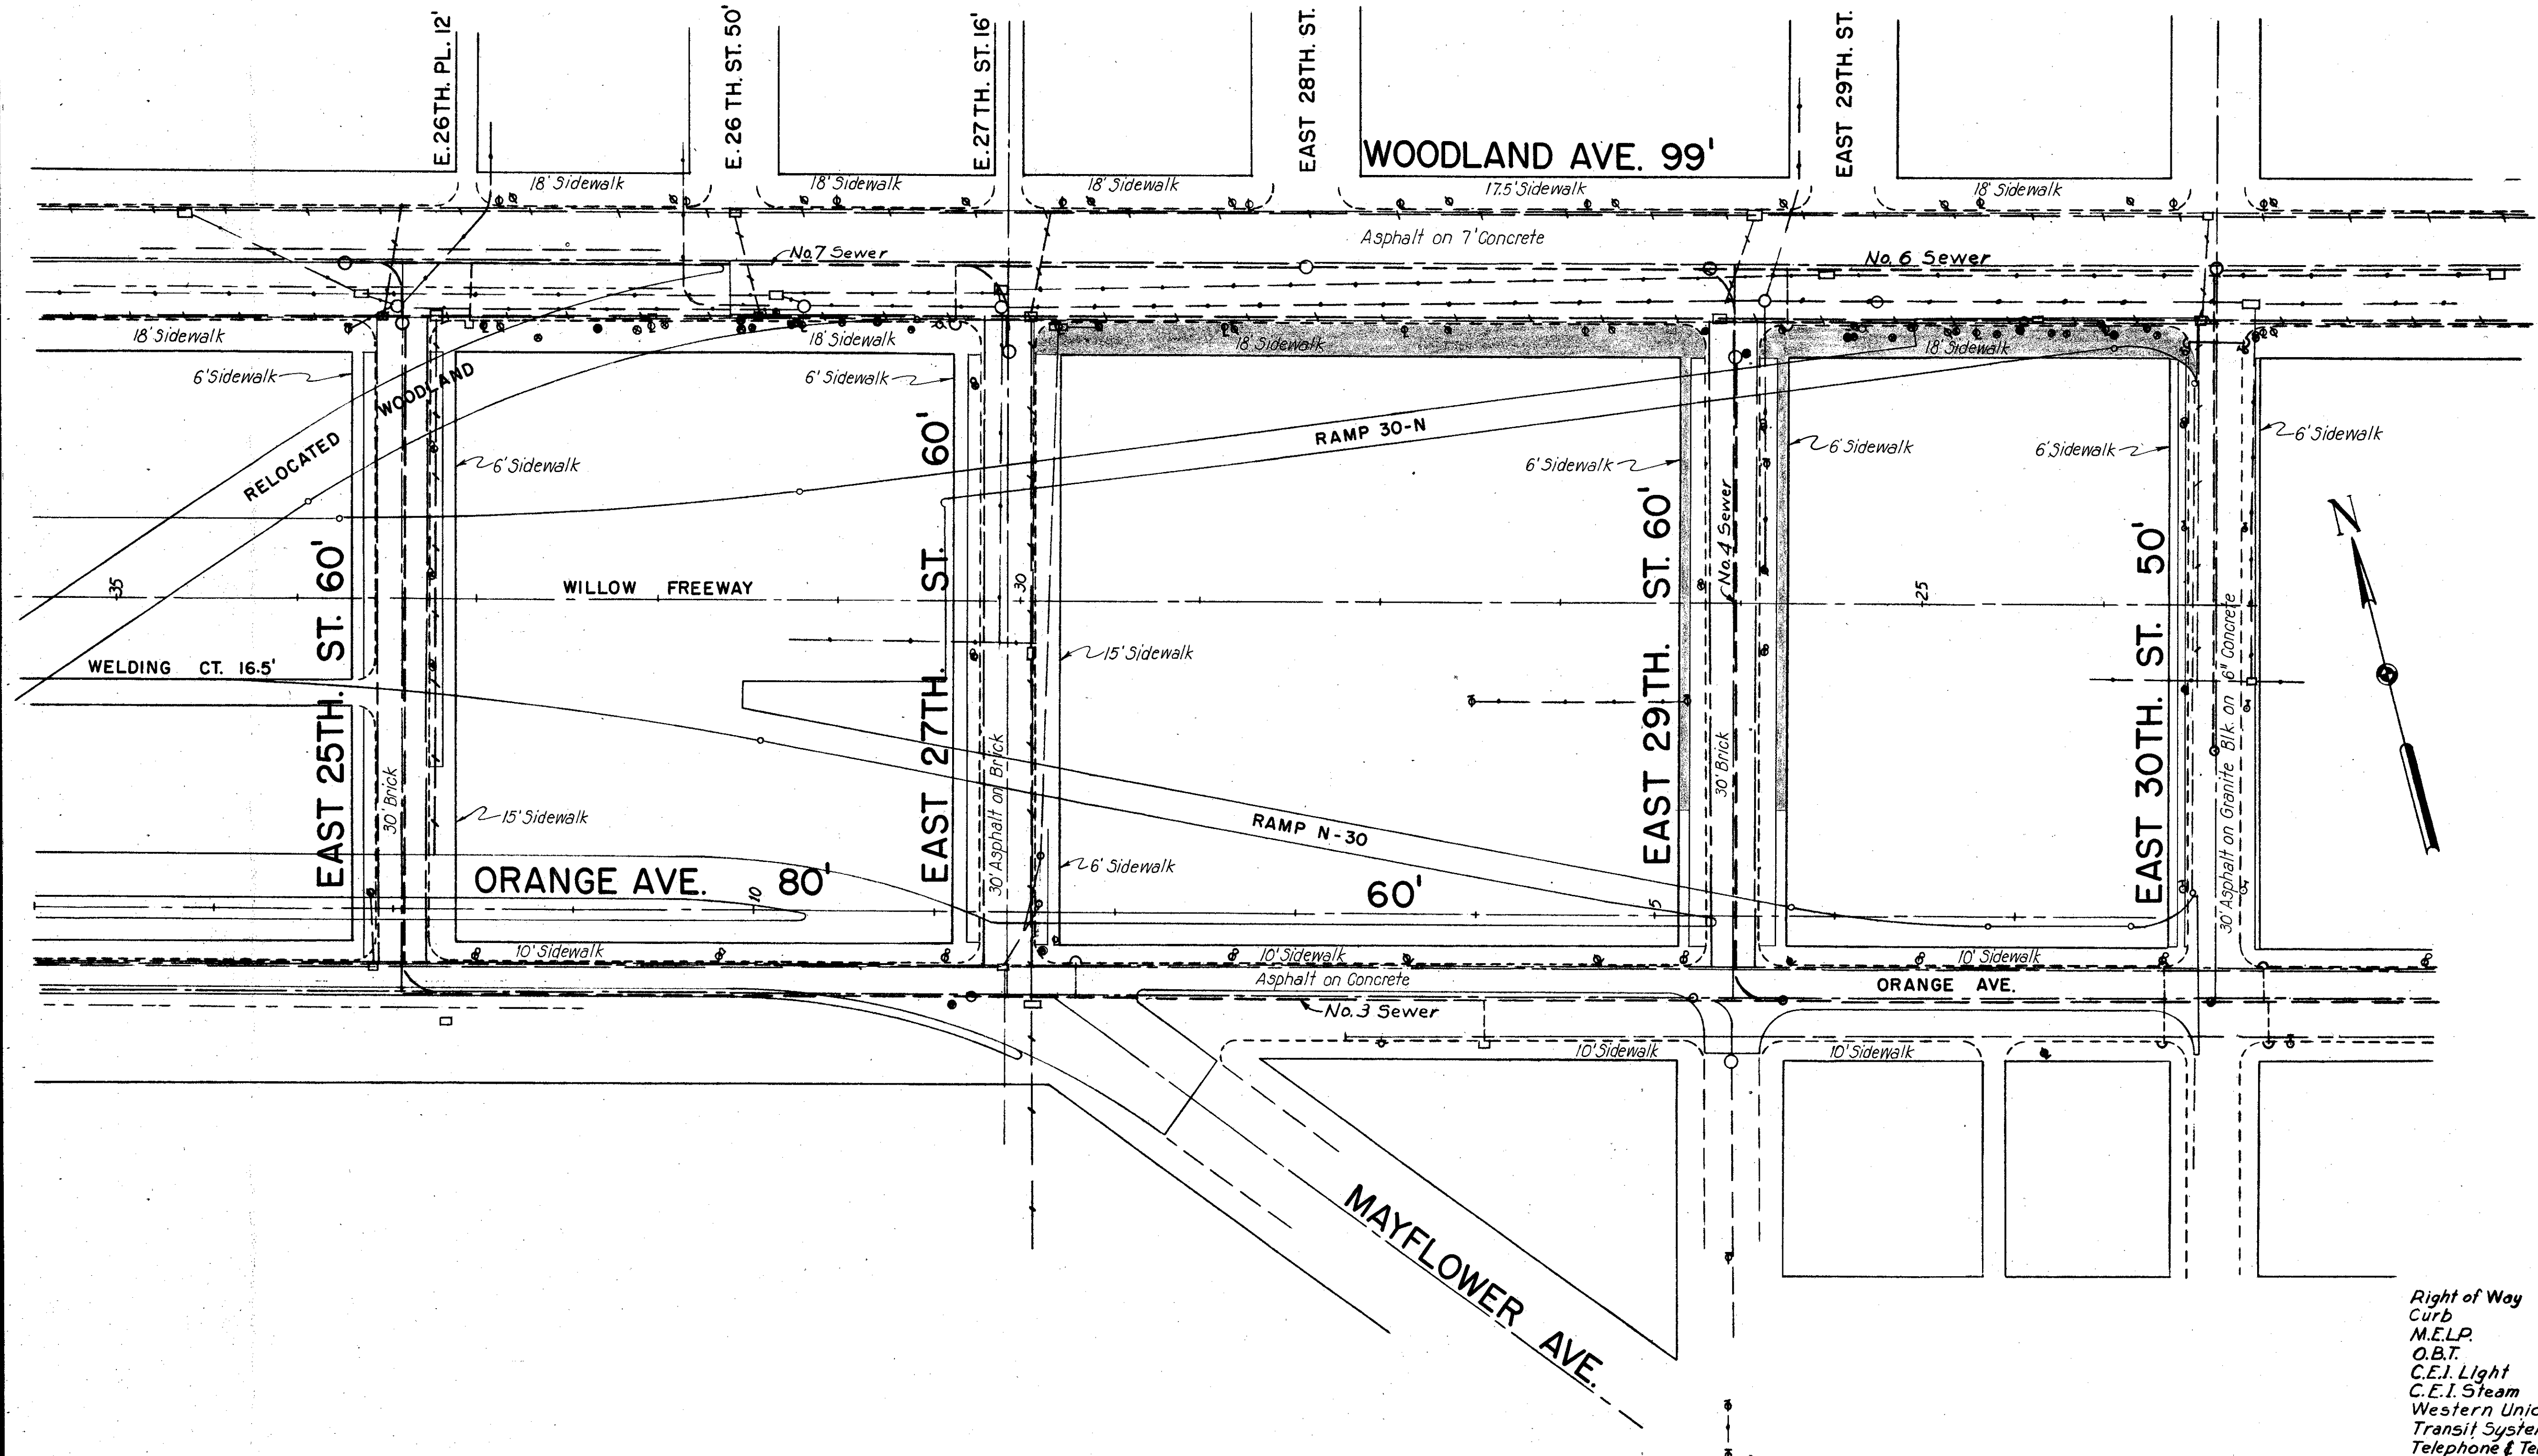 E. 26TH. PL. 12'
E. 26 TH. ST. 50'
E. 27TH. ST. 16'
EAST 28TH. ST.
EAST 29TH. ST.
WOODLAND AVE. 99'
18' Sidewalk
18' Sidewalk
18' Sidewalk
17.5' Sidewalk
18' Sidewalk
Asphalt on 7' Concrete
No. 7 Sewer
No. 6 Sewer
18' Sidewalk
18' Sidewalk
18' Sidewalk
18' Sidewalk
6' Sidewalk
6' Sidewalk
RELOCATED WOODLAND
RAMP 30-N
6' Sidewalk
6' Sidewalk
6' Sidewalk
6' Sidewalk
6' Sidewalk
N
35
WILLOW FREEWAY
30
25
WELDING CT. 16.5'
15' Sidewalk
EAST 25TH. ST. 60'
30' Brick
EAST 27TH. ST. 60'
30' Asphalt on Brick
EAST 29TH. ST. 60'
No. 4 Sewer
30' Brick
EAST 30TH. ST. 50'
30' Asphalt on Granite Blk. on 6" Concrete
15' Sidewalk
RAMP N-30
6' Sidewalk
ORANGE AVE. 80'
10
60'
5
10' Sidewalk
10' Sidewalk
10' Sidewalk
Asphalt on Concrete
ORANGE AVE.
No. 3 Sewer
10' Sidewalk
10' Sidewalk
MAYFLOWER AVE.
Right of Way
Curb
M.E.L.P.
O.B.T.
C.E.I. Light
C.E.I. Steam
Western Unio
Transit Syste
Telephone & Te